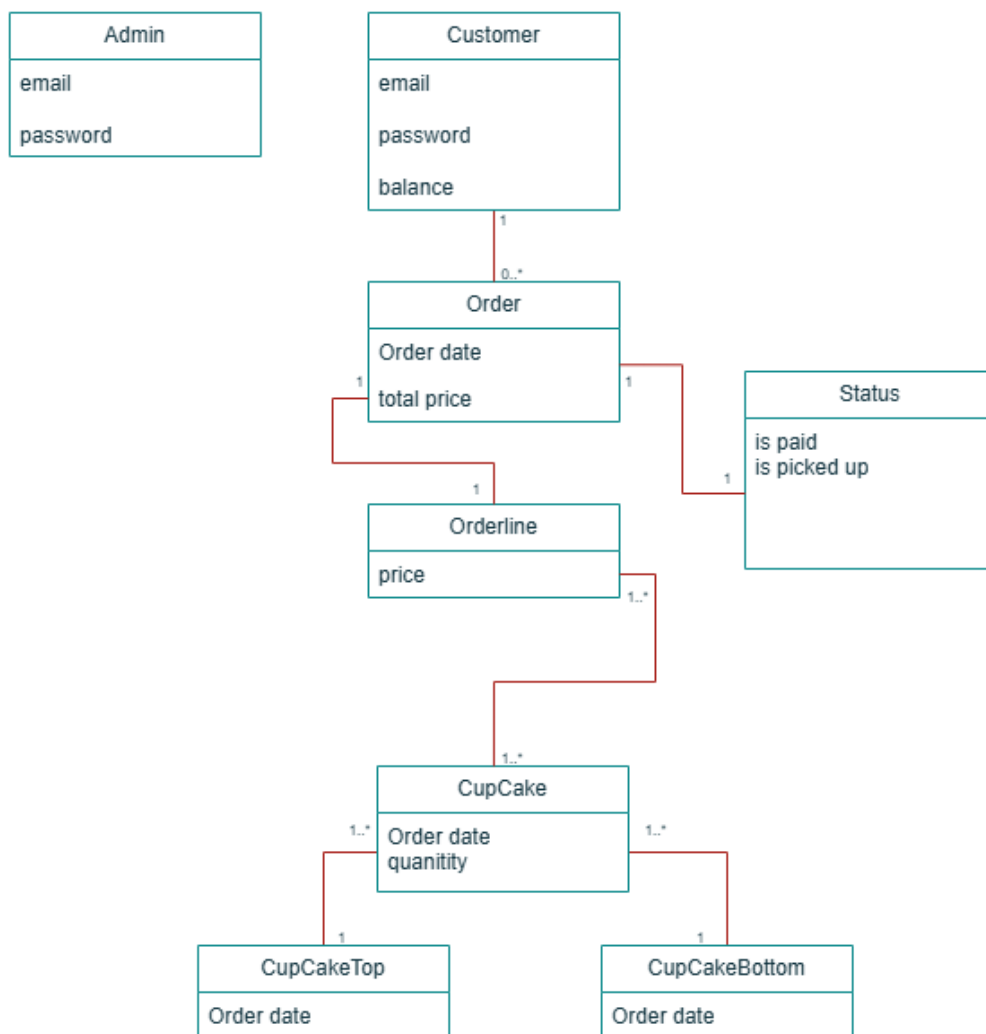 Admin
email
password
Customer
email
password
balance
1
0..*
Order
Order date
total price
1
1
Status
is paid
is picked up
1
1
Orderline
price
1..*
1..*
CupCake
Order date
quanitity
1..*
1..*
1
1
CupCakeTop
Order date
CupCakeBottom
Order date